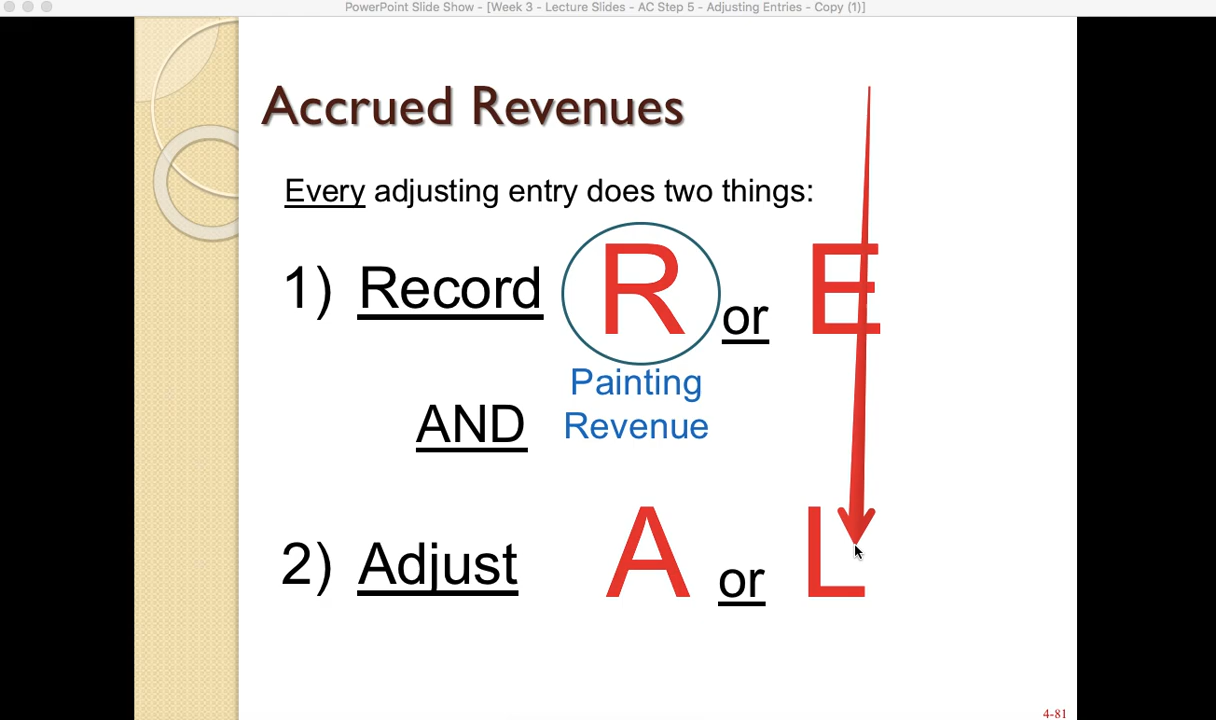 PowerPoint Slide Show - [Week 3 - Lecture Slides - AC Step 5 - Adjusting Entries - Copy (1)]
Accrued Revenues
Every adjusting entry does two things:
1) Record R or E
Painting
Revenue
AND
2) Adjust A or L
4-81